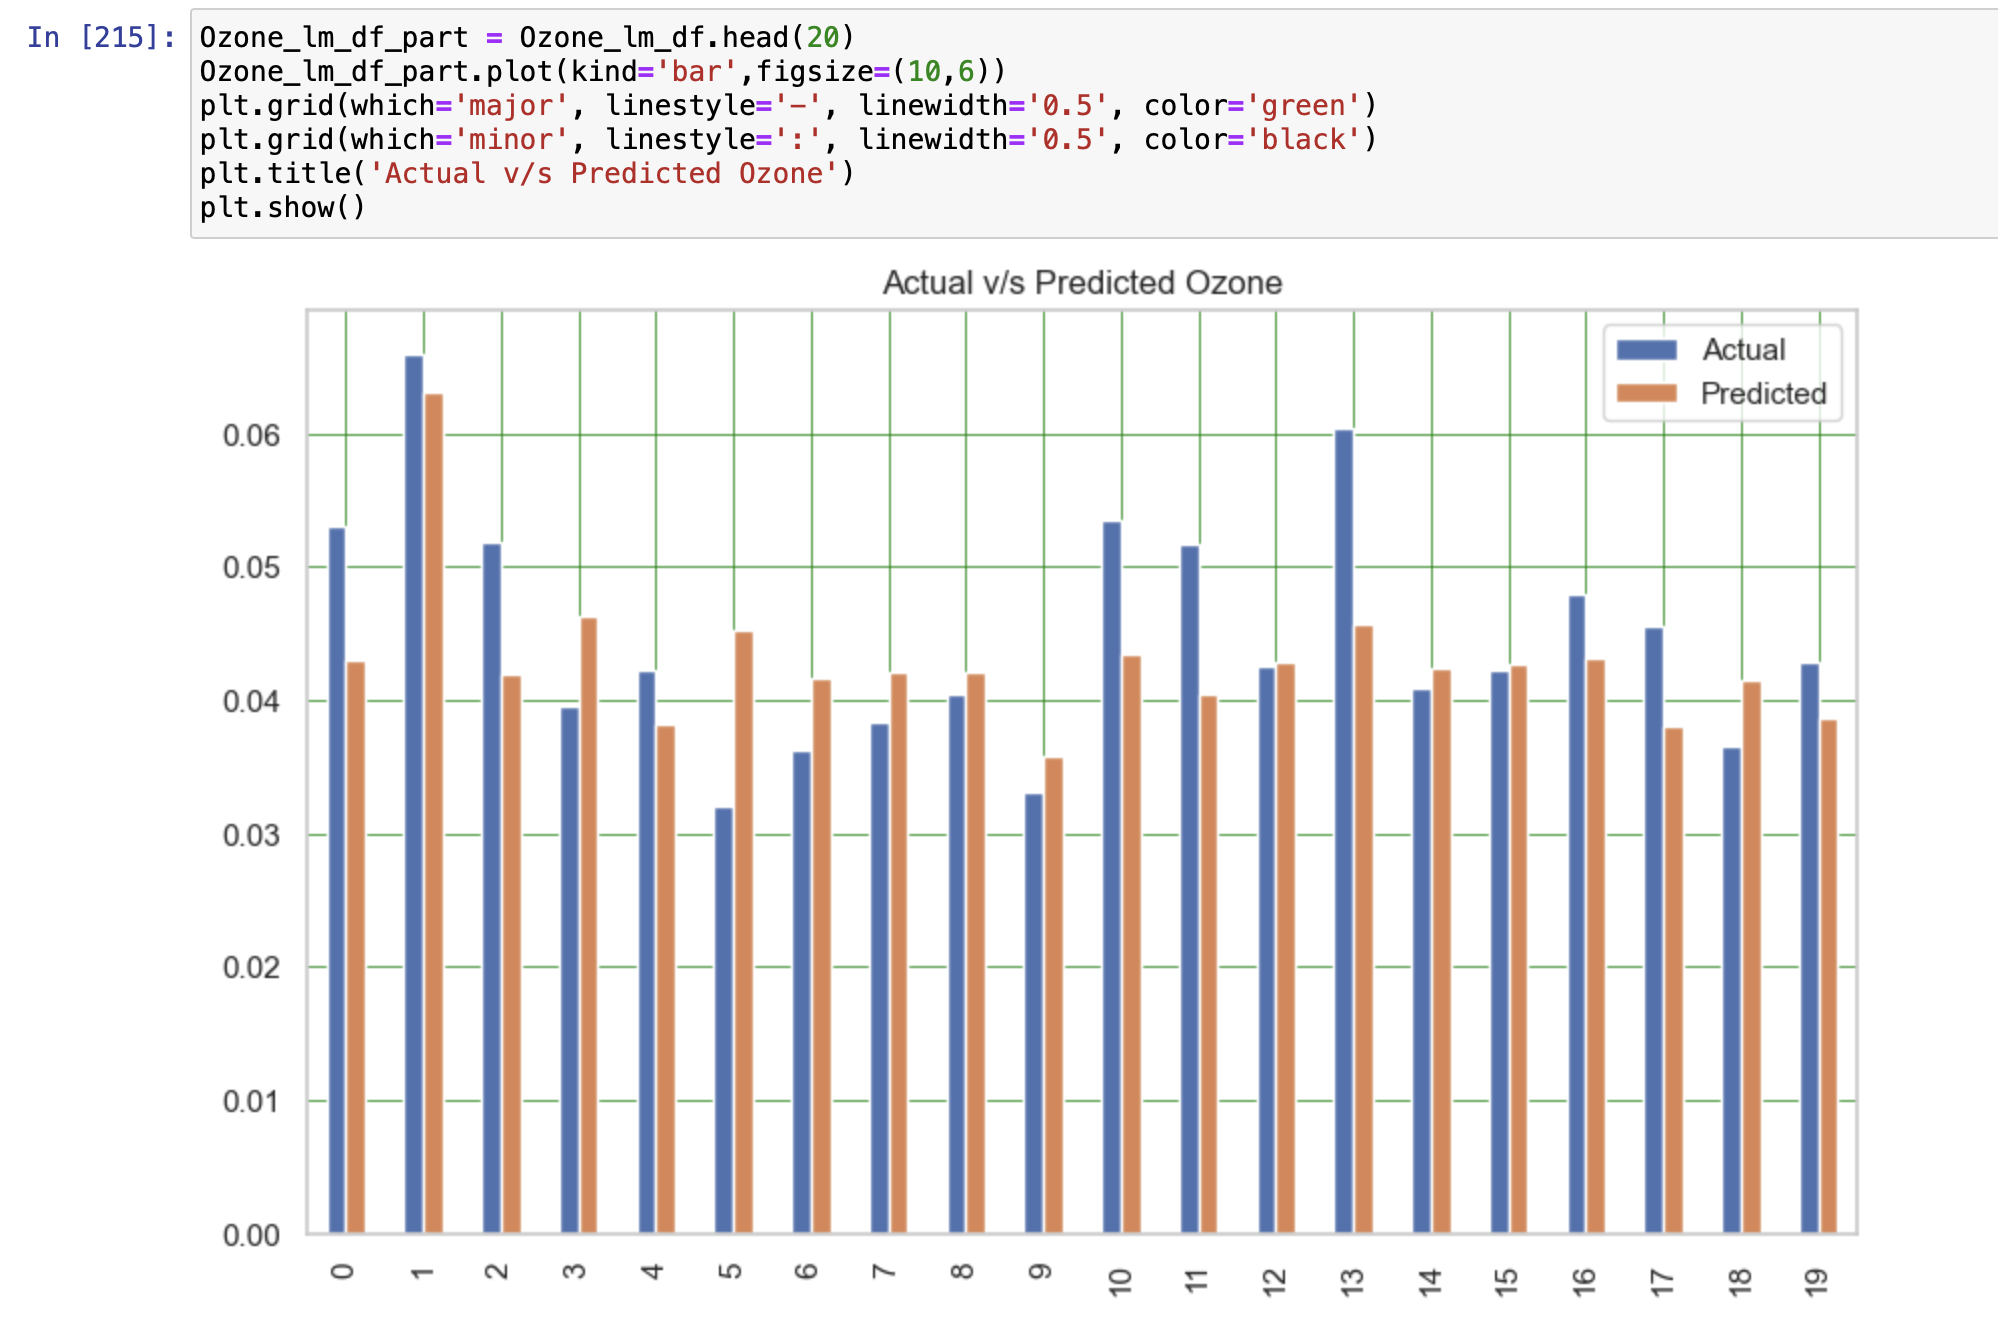 In [215]:
Ozone_lm_df_part = Ozone_lm_df.head(20)
Ozone_lm_df_part.plot(kind='bar',figsize=(10,6))
plt.grid(which='major', linestyle='-', linewidth='0.5', color='green')
plt.grid(which='minor', linestyle=':', linewidth='0.5', color='black')
plt.title('Actual v/s Predicted Ozone')
plt.show()
Actual v/s Predicted Ozone
Actual
Predicted
0.06
0.05
0.04
0.03
0.02
0.01
0.00
0 1 2 3 4 5 6 7 8 9 10 11 12 13 14 15 16 17 18 19